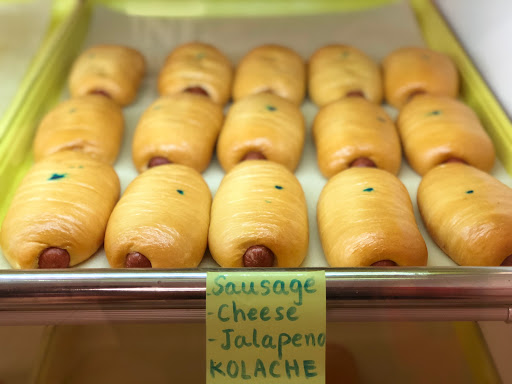 Sausage
- Cheese
- Jalapeno
KOLACHE